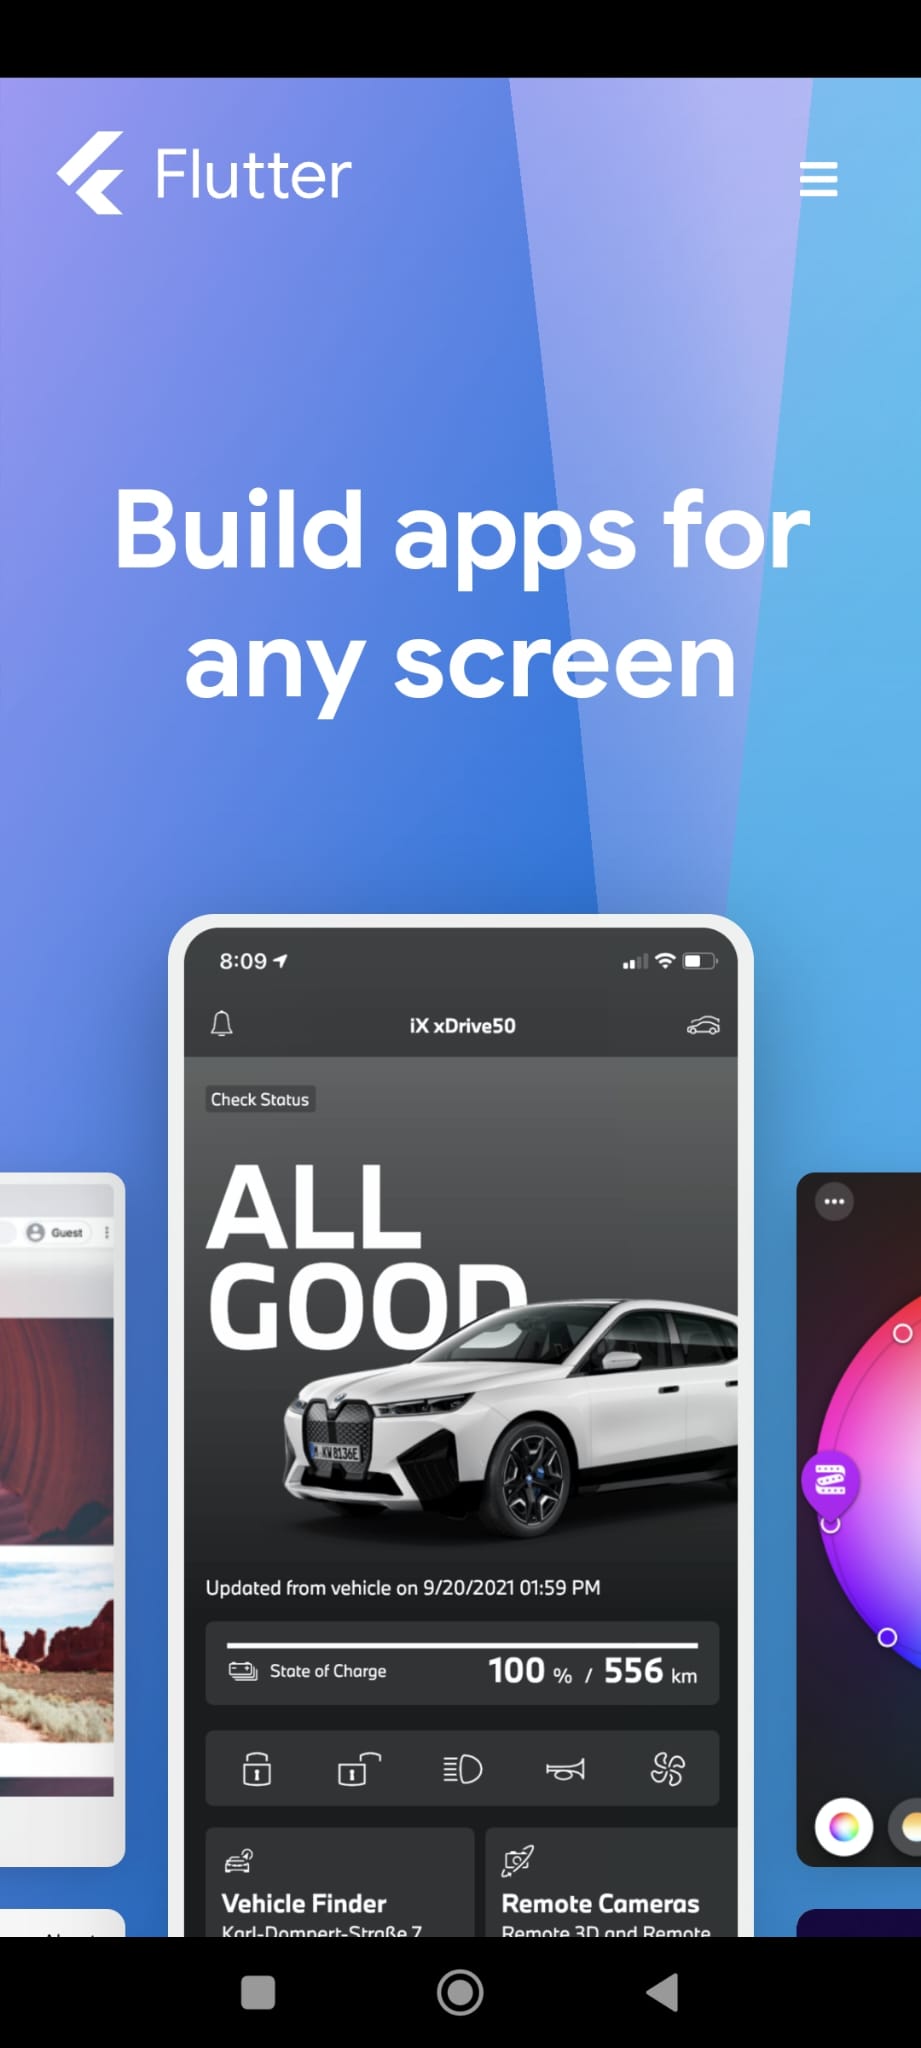 Flutter
Build apps for
any screen
8:09
iX xDrive50
Check Status
ALL
GOOD
Guest
M KW 8136E
Updated from vehicle on 9/20/2021 01:59 PM
State of Charge 100 % / 556 km
Vehicle Finder
Karl-Dompert-Straße 7
Remote Cameras
Remote 3D and Remote